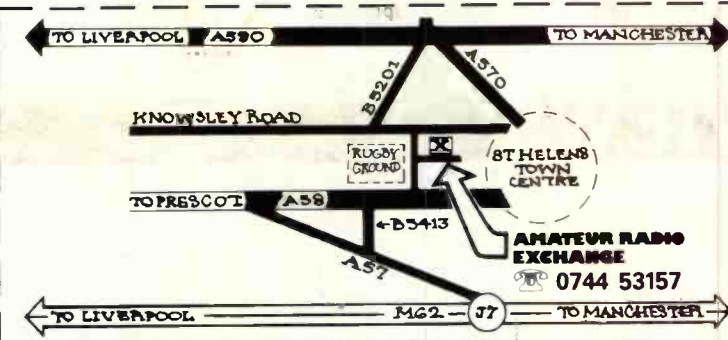 TO LIVERPOOL A580 TO MANCHESTER
B5201
A570
KNOWSLEY ROAD
RUGBY
GROUND
X
ST HELENS
TOWN
CENTRE
TO PRESCOT A58
←B5413
A57
AMATEUR RADIO
EXCHANGE
☎ 0744 53157
TO LIVERPOOL M62 J7 TO MANCHESTER